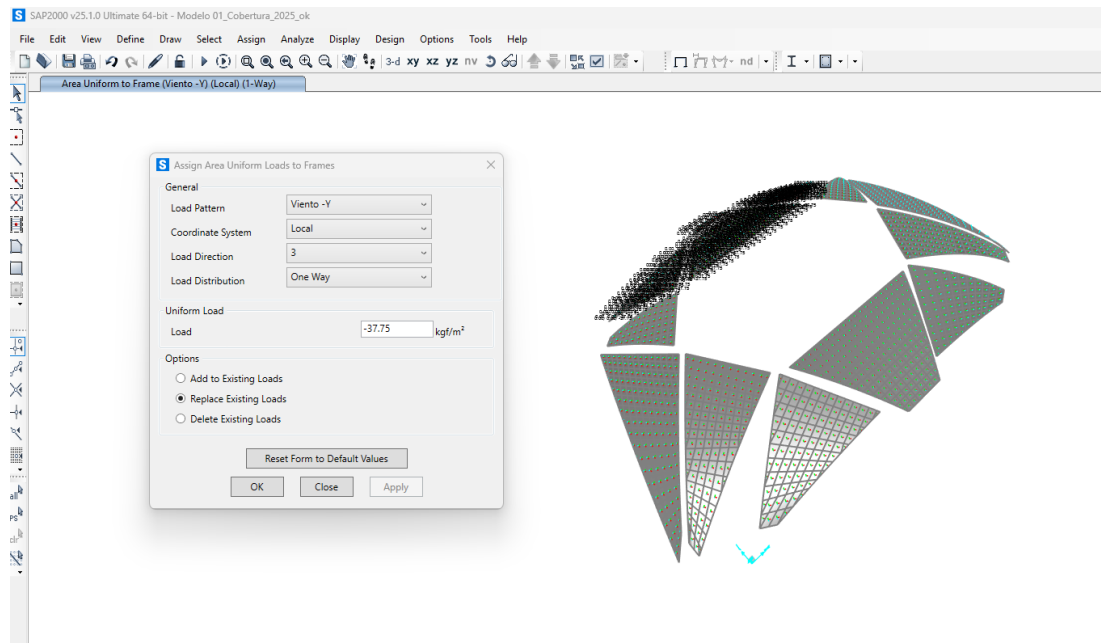 S SAP2000 v25.1.0 Ultimate 64-bit - Modelo 01_Cobertura_2025_ok
File Edit View Define Draw Select Assign Analyze Display Design Options Tools Help
3-d xy xz yz nv nd I
Area Uniform to Frame (Viento -Y) (Local) (1-Way)
S Assign Area Uniform Loads to Frames
General
Load Pattern Viento -Y
Coordinate System Local
Load Direction 3
Load Distribution One Way
Uniform Load
Load -37.75 kgf/m²
Options
Add to Existing Loads
Replace Existing Loads
Delete Existing Loads
Reset Form to Default Values
OK Close Apply
all
PS
clr